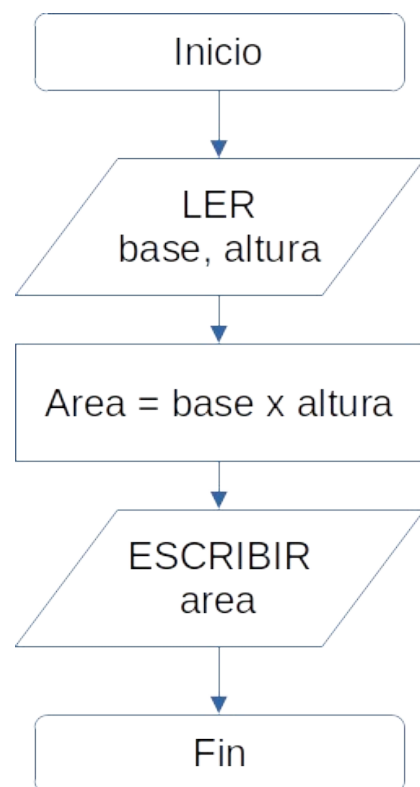 Inicio
LER
base, altura
Area = base x altura
ESCRIBIR
area
Fin